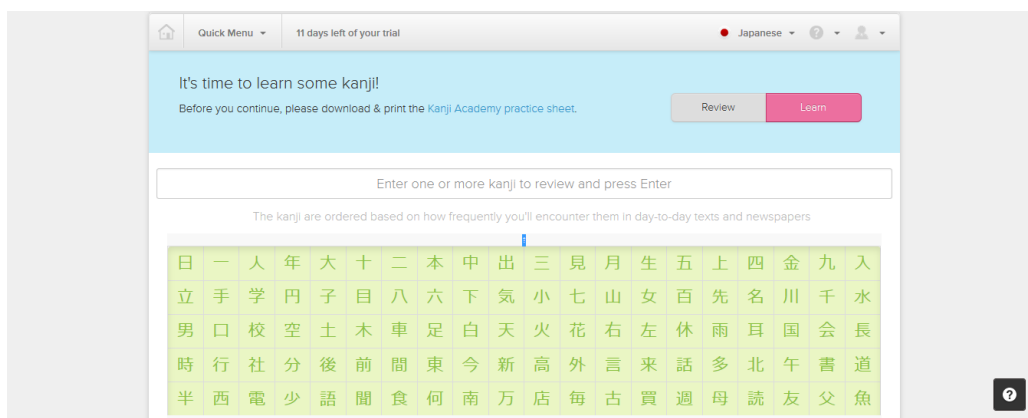 Quick Menu
11 days left of your trial
Japanese
?
It's time to learn some kanji!
Before you continue, please download & print the Kanji Academy practice sheet.
Review
Learn
Enter one or more kanji to review and press Enter
The kanji are ordered based on how frequently you'll encounter them in day-to-day texts and newspapers
日 一 人 年 大 十 二 本 中 出 三 見 月 生 五 上 四 金 九 入
立 手 学 円 子 目 八 六 下 気 小 七 山 女 百 先 名 川 千 水
男 口 校 空 土 木 車 足 白 天 火 花 右 左 休 雨 耳 国 会 長
時 行 社 分 後 前 間 東 今 新 高 外 言 来 話 多 北 午 書 道
半 西 電 少 語 聞 食 何 南 万 店 毎 古 買 週 母 読 友 父 魚
?